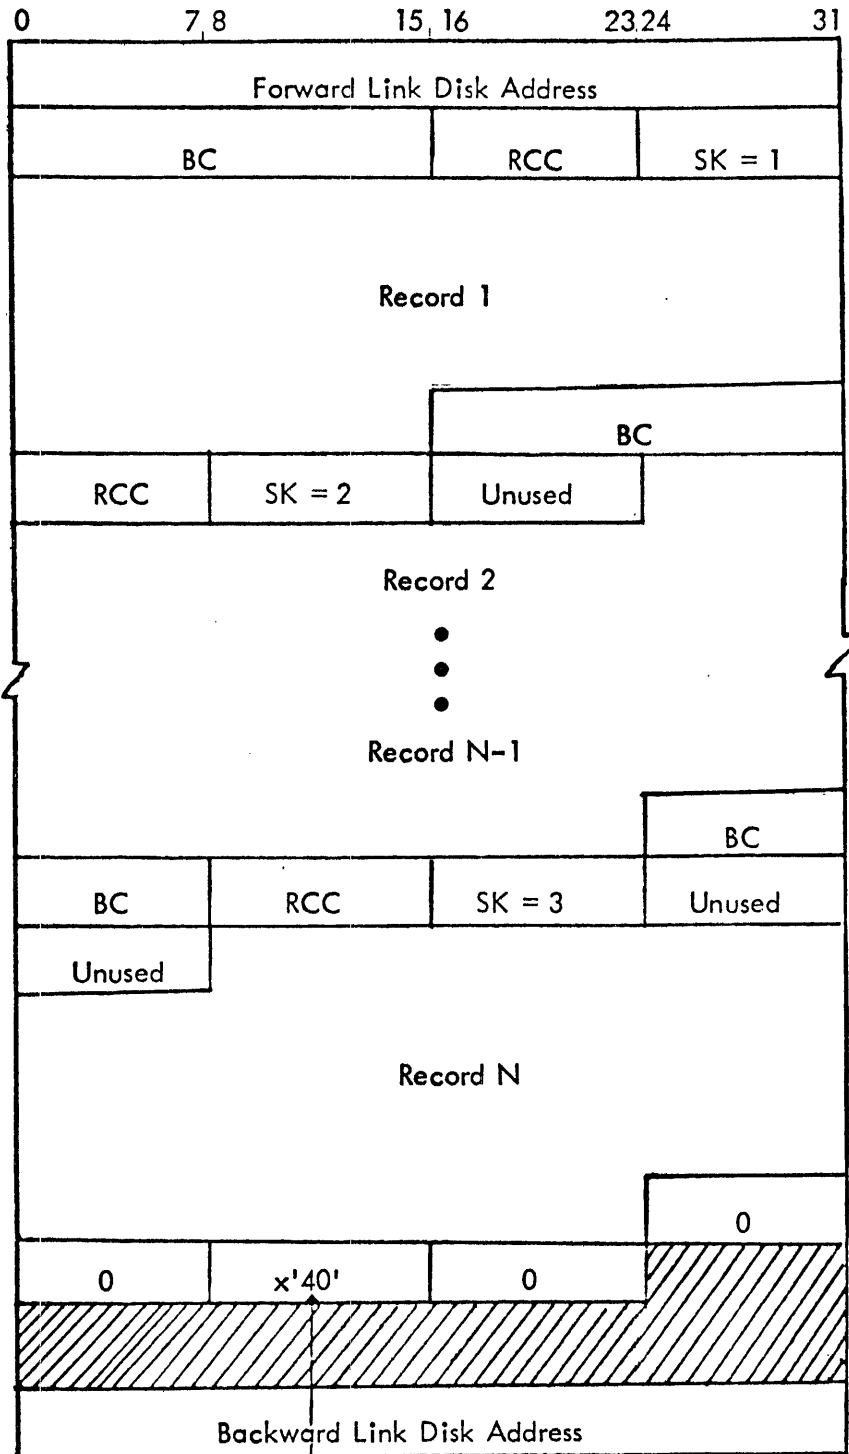 0 7 8 15 16 23 24 31
Forward Link Disk Address
BC RCC SK = 1
Record 1
BC
RCC SK = 2 Unused
Record 2
Record N-1
BC
BC RCC SK = 3 Unused
Unused
Record N
0
0 x'40' 0
Backward Link Disk Address